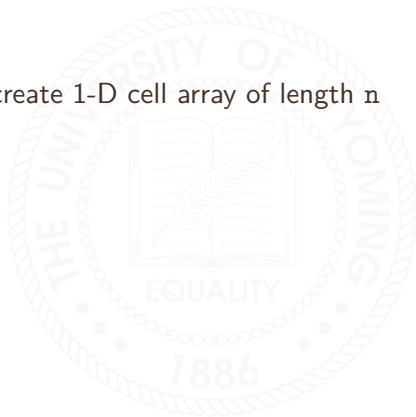 create 1-D cell array of length n
THE UNIVERSITY OF WYOMING
EQUALITY
1886